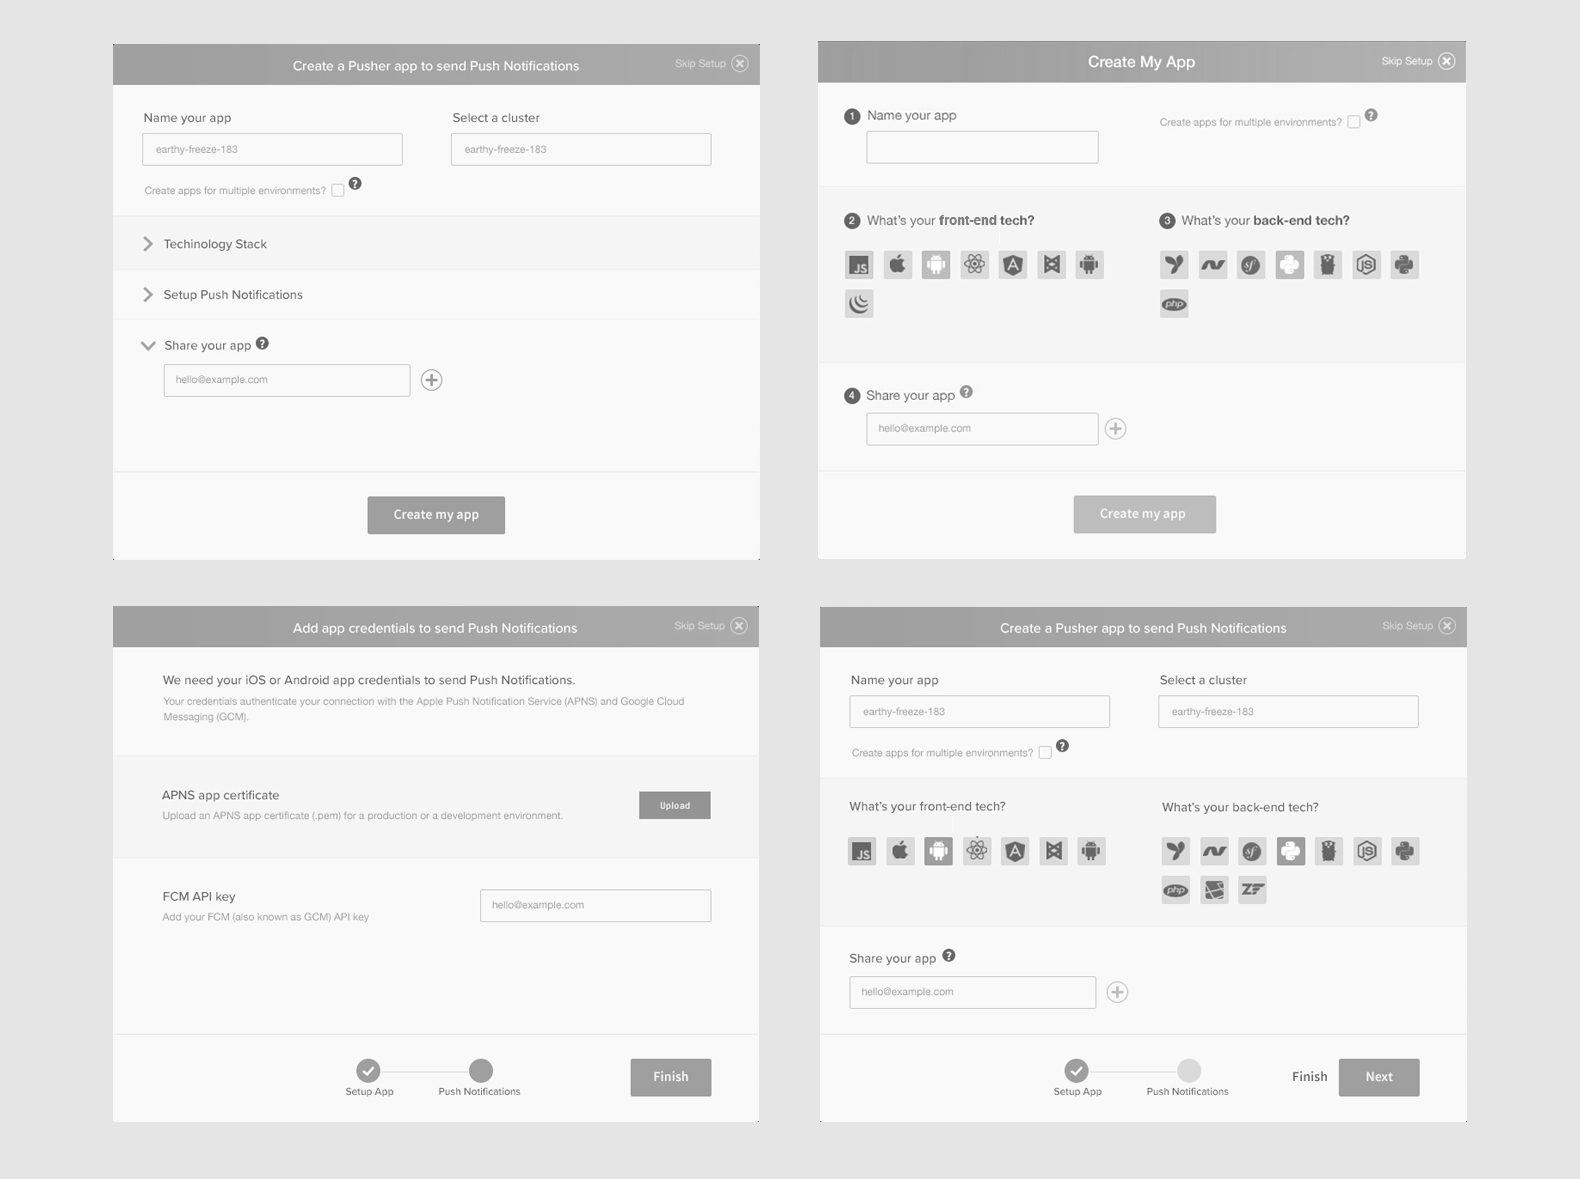 Create a Pusher app to send Push Notifications
Skip Setup
Name your app
Select a cluster
earthy-freeze-183
earthy-freeze-183
Create apps for multiple environments?
?
Techinology Stack
Setup Push Notifications
Share your app ?
hello@example.com
Create my app
Create My App
Skip Setup
1 Name your app
Create apps for multiple environments? ?
2 What's your front-end tech?
3 What's your back-end tech?
JS
sf
JS
php
4 Share your app ?
hello@example.com
Create my app
Add app credentials to send Push Notifications
Skip Setup
We need your iOS or Android app credentials to send Push Notifications.
Your credentials authenticate your connection with the Apple Push Notification Service (APNS) and Google Cloud
Messaging (GCM).
APNS app certificate
Upload an APNS app certificate (.pem) for a production or a development environment.
Upload
FCM API key
Add your FCM (also known as GCM) API key
hello@example.com
Setup App
Push Notifications
Finish
Create a Pusher app to send Push Notifications
Skip Setup
Name your app
Select a cluster
earthy-freeze-183
earthy-freeze-183
Create apps for multiple environments?
?
What's your front-end tech?
What's your back-end tech?
JS
sf
JS
php
ZF
Share your app ?
hello@example.com
Setup App
Push Notifications
Finish
Next